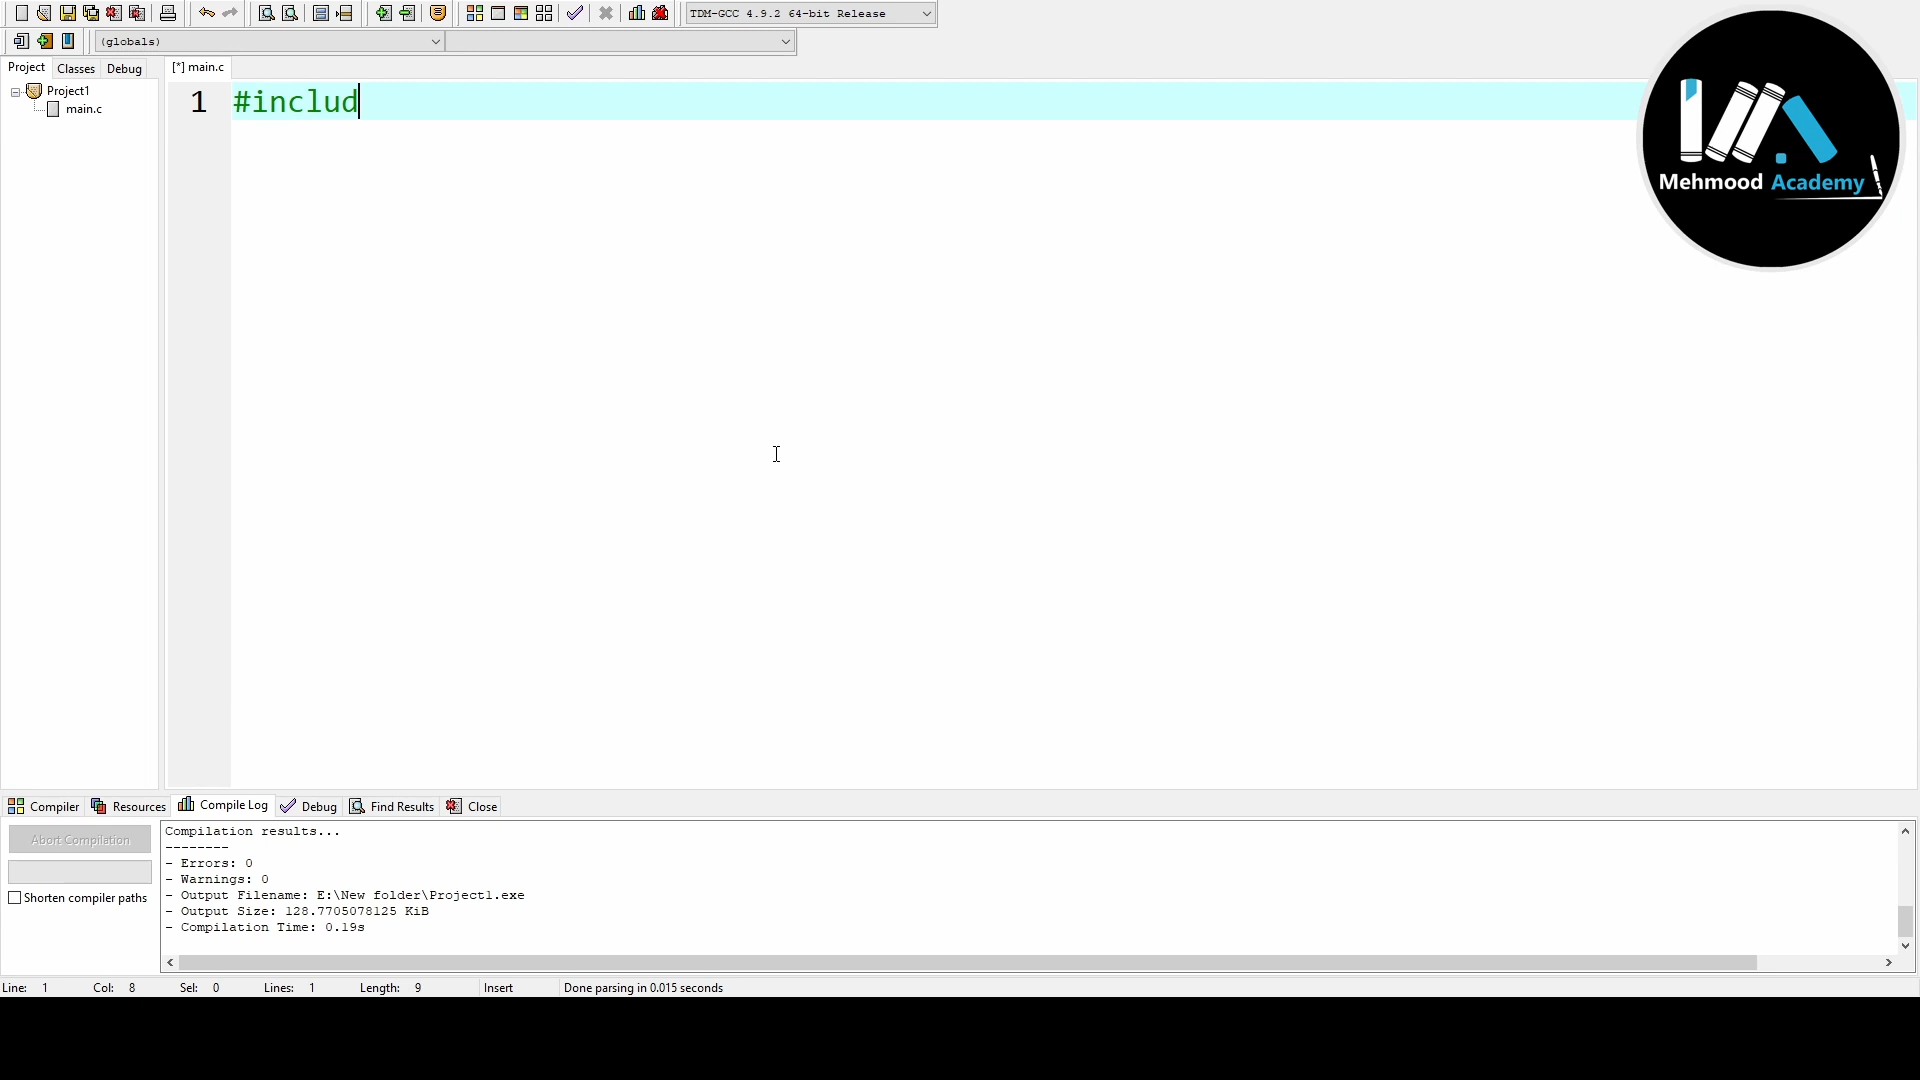 TDM-GCC 4.9.2 64-bit Release
(globals)
Project Classes Debug
[*] main.c
Project1
main.c
1 #includ
Mehmood Academy
Compiler Resources Compile Log Debug Find Results Close
Abort Compilation
Shorten compiler paths
Compilation results...
--------
- Errors: 0
- Warnings: 0
- Output Filename: E:\New folder\Project1.exe
- Output Size: 128.7705078125 KiB
- Compilation Time: 0.19s
Line: 1 Col: 8 Sel: 0 Lines: 1 Length: 9 Insert Done parsing in 0.015 seconds